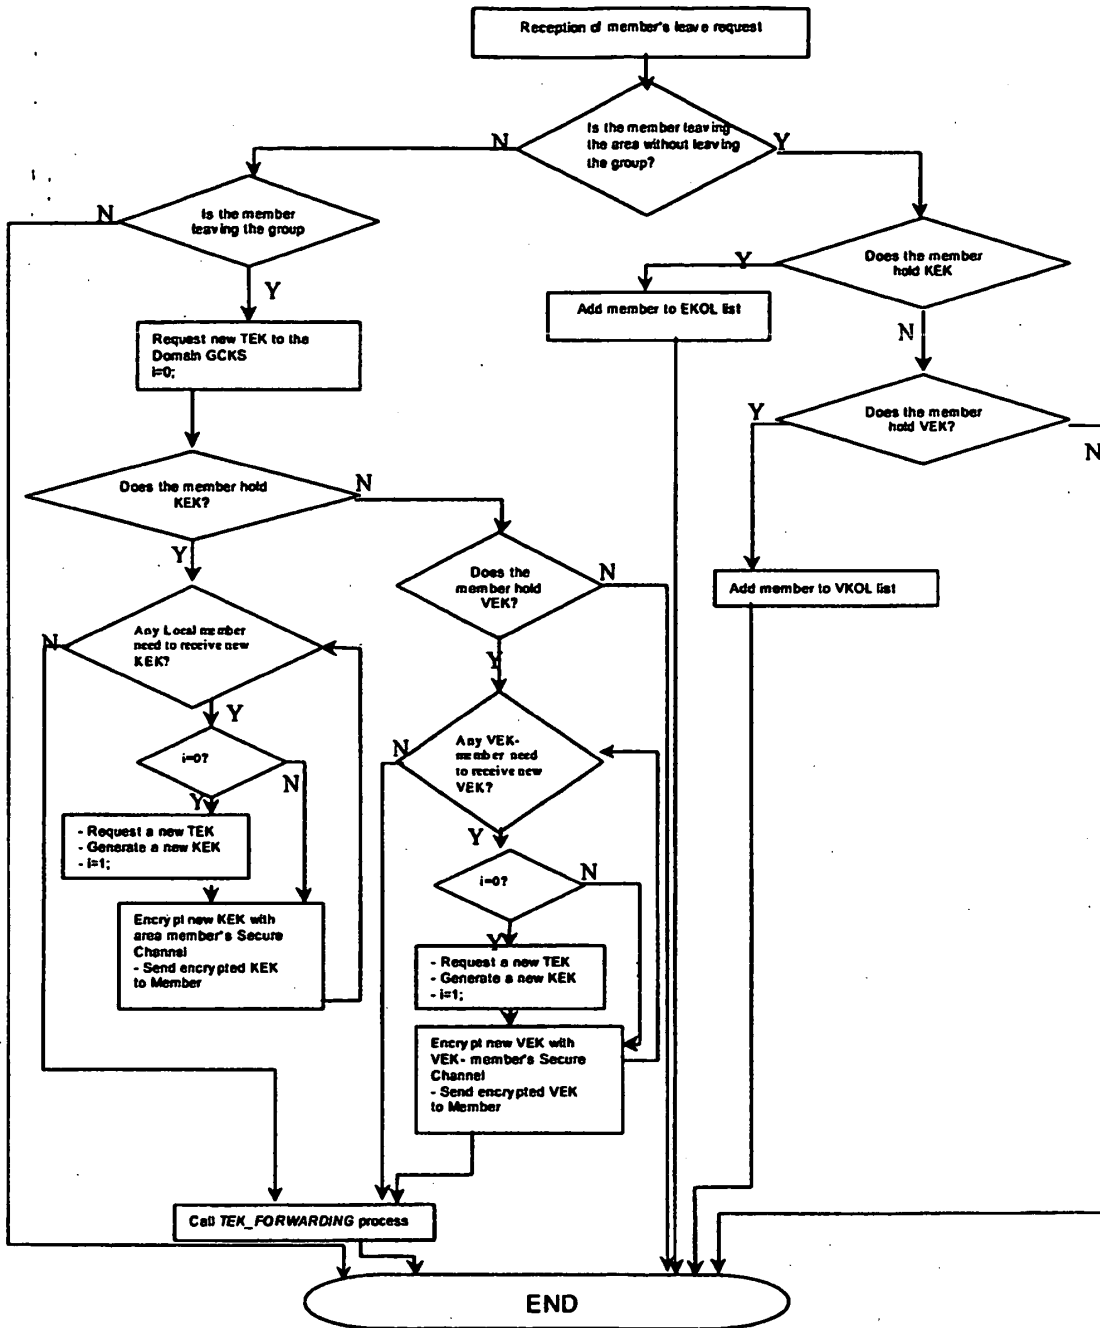 Reception of member's leave request
Is the member leaving
the area without leaving
the group?
N
Y
Is the member
leaving the group
N
Y
Does the member
hold KEK
Y
N
Add member to EKOL list
Request new TEK to the
Domain GCKS
i=0;
Does the member
hold VEK?
Y
N
Does the member hold
KEK?
N
Y
Does the
member hold
VEK?
N
Y
Add member to VKOL list
Any Local member
need to receive new
KEK?
N
Y
i=0?
N
Y
Any VEK-
member need
to receive new
VEK?
N
Y
- Request a new TEK
- Generate a new KEK
- i=1;
i=0?
N
Y
Encrypt new KEK with
area member's Secure
Channel
- Send encrypted KEK
to Member
- Request a new TEK
- Generate a new KEK
- i=1;
Encrypt new VEK with
VEK- member's Secure
Channel
- Send encrypted VEK
to Member
Call TEK_FORWARDING process
END